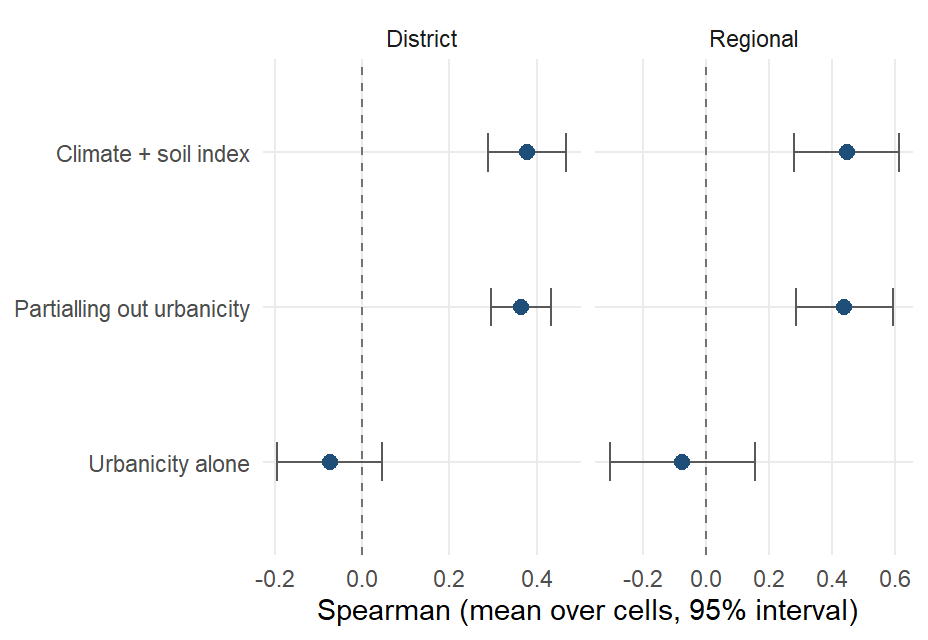 District
Regional
Climate + soil index
Partialling out urbanicity
Urbanicity alone
-0.2 0.0 0.2 0.4
-0.2 0.0 0.2 0.4 0.6
Spearman (mean over cells, 95% interval)